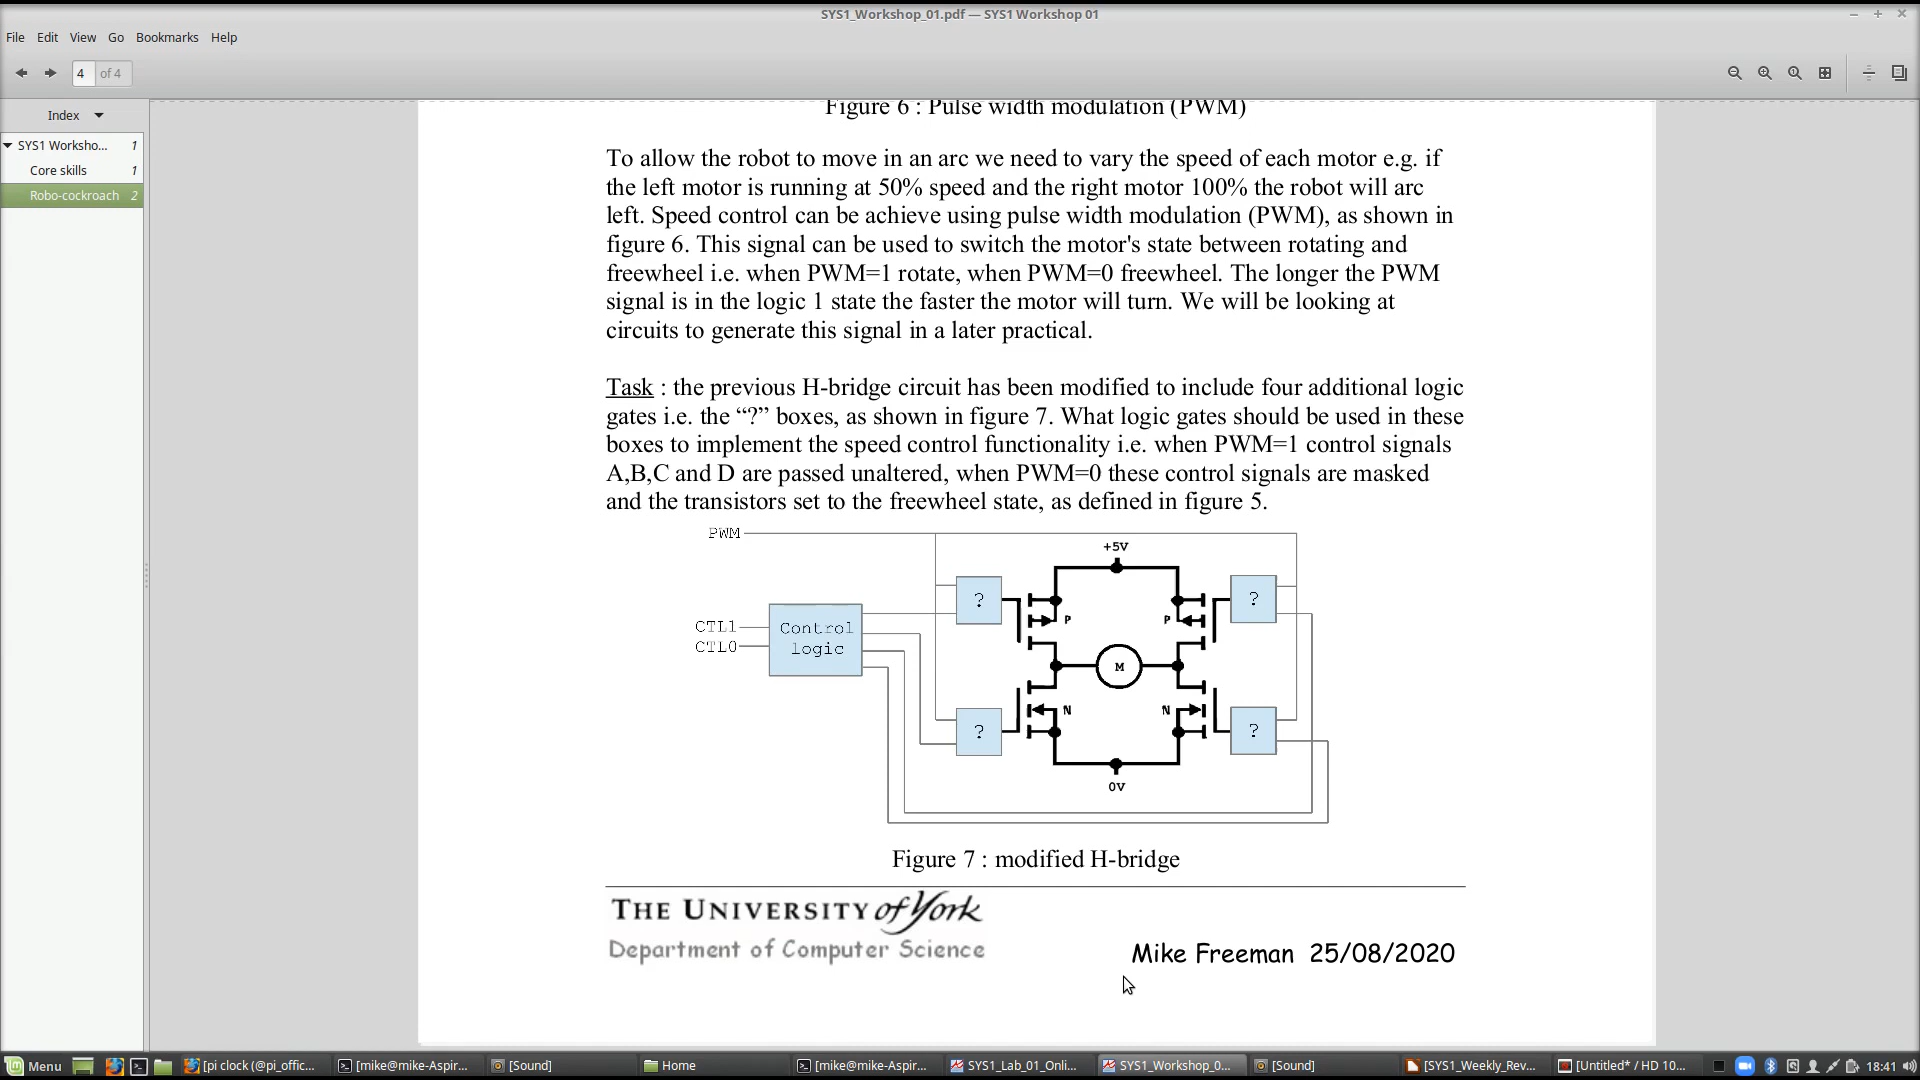 SYS1_Workshop_01.pdf — SYS1 Workshop 01
File Edit View Go Bookmarks Help
4 of 4
Index
SYS1 Worksho... 1
Core skills 1
Robo-cockroach 2
Figure 6 : Pulse width modulation (PWM)
To allow the robot to move in an arc we need to vary the speed of each motor e.g. if
the left motor is running at 50% speed and the right motor 100% the robot will arc
left. Speed control can be achieve using pulse width modulation (PWM), as shown in
figure 6. This signal can be used to switch the motor's state between rotating and
freewheel i.e. when PWM=1 rotate, when PWM=0 freewheel. The longer the PWM
signal is in the logic 1 state the faster the motor will turn. We will be looking at
circuits to generate this signal in a later practical.
Task : the previous H-bridge circuit has been modified to include four additional logic
gates i.e. the “?” boxes, as shown in figure 7. What logic gates should be used in these
boxes to implement the speed control functionality i.e. when PWM=1 control signals
A,B,C and D are passed unaltered, when PWM=0 these control signals are masked
and the transistors set to the freewheel state, as defined in figure 5.
PWM
+5V
? P P ?
CTL1
CTL0
Control
logic
M
? N N ?
0V
Figure 7 : modified H-bridge
THE UNIVERSITY of York
Department of Computer Science
Mike Freeman 25/08/2020
Menu [pi clock (@pi_offic... [mike@mike-Aspir... [Sound] Home [mike@mike-Aspir... SYS1_Lab_01_Onli... SYS1_Workshop_0... [Sound] [SYS1_Weekly_Rev... [Untitled* / HD 10... 18:41